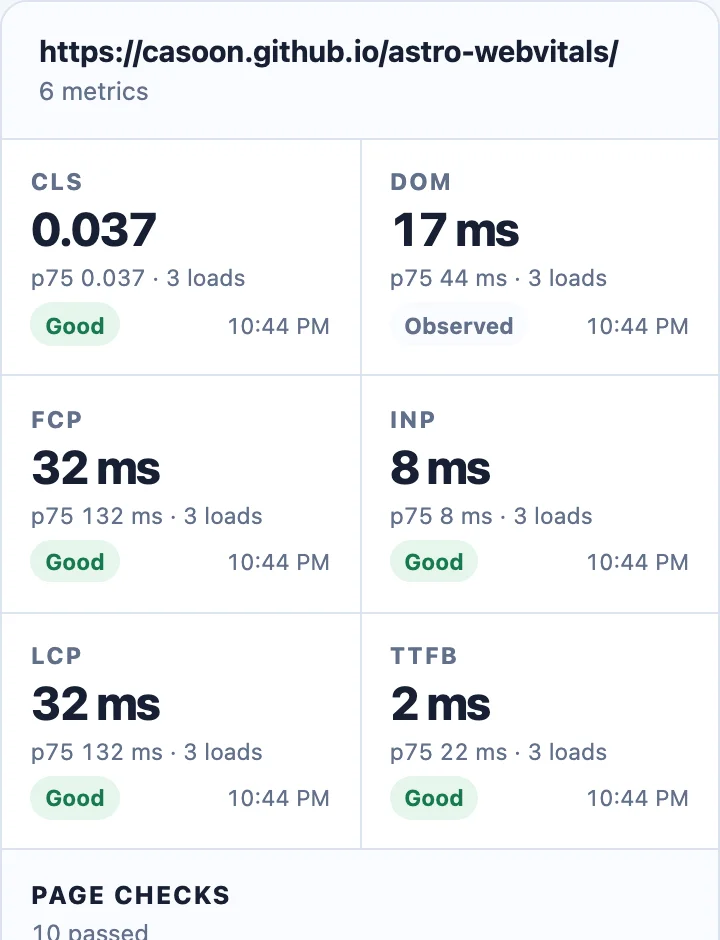 https://casoon.github.io/astro-webvitals/
6 metrics
CLS
0.037
p75 0.037 · 3 loads
Good 10:44 PM
DOM
17 ms
p75 44 ms · 3 loads
Observed 10:44 PM
FCP
32 ms
p75 132 ms · 3 loads
Good 10:44 PM
INP
8 ms
p75 8 ms · 3 loads
Good 10:44 PM
LCP
32 ms
p75 132 ms · 3 loads
Good 10:44 PM
TTFB
2 ms
p75 22 ms · 3 loads
Good 10:44 PM
PAGE CHECKS
10 passed